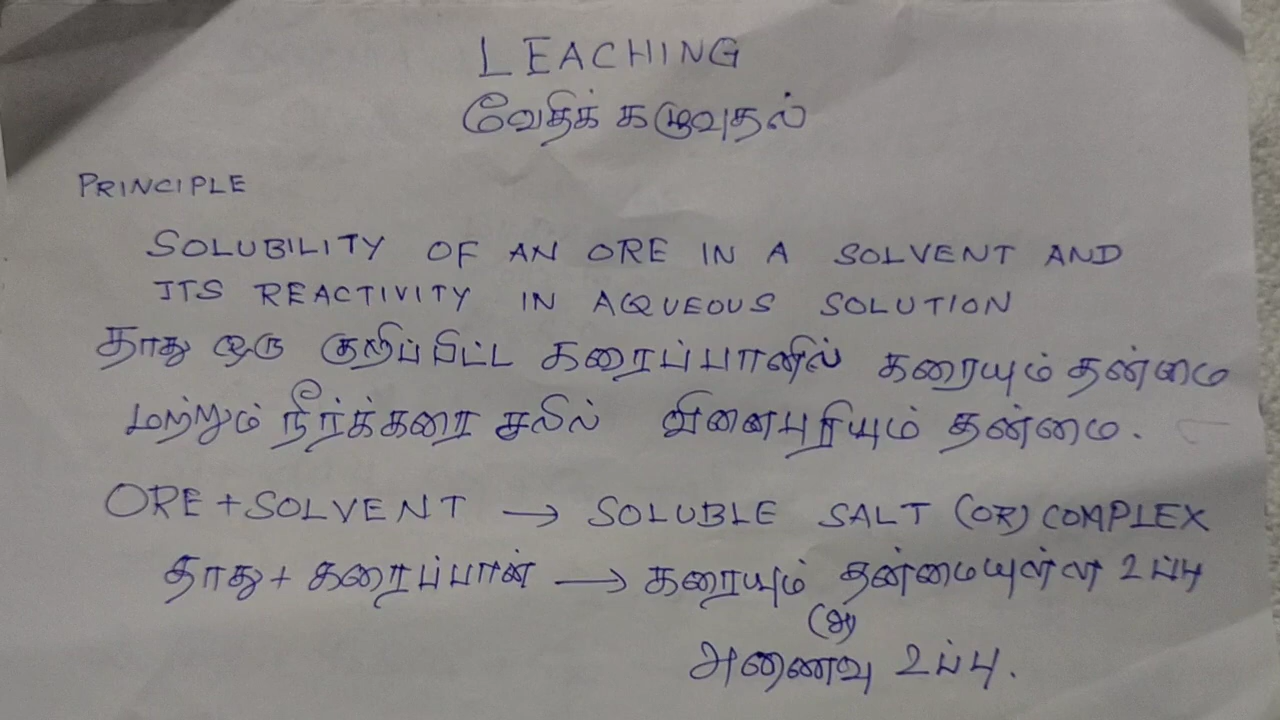 LEACHING
வேதிக் கழுவுதல்
PRINCIPLE
SOLUBILITY OF AN ORE IN A SOLVENT AND
ITS REACTIVITY IN AQUEOUS SOLUTION
தாது ஒரு குறிப்பிட்ட கரைப்பானில் கரையும் தன்மை
மற்றும் நீர்க்கரைசலில் வினைபுரியும் தன்மை.
ORE + SOLVENT → SOLUBLE SALT (OR) COMPLEX
தாது + கரைப்பான் → கரையும் தன்மையுள்ள உப்பு
(அ)
அணைவு உப்பு.